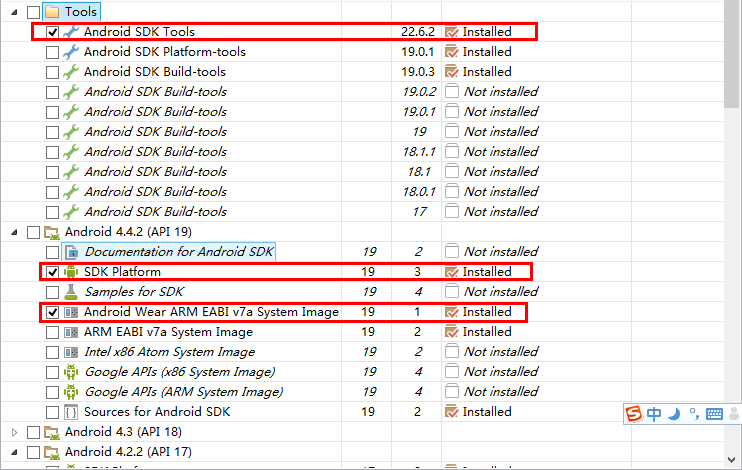 Tools
Android SDK Tools 22.6.2 Installed
Android SDK Platform-tools 19.0.1 Installed
Android SDK Build-tools 19.0.3 Installed
Android SDK Build-tools 19.0.2 Not installed
Android SDK Build-tools 19.0.1 Not installed
Android SDK Build-tools 19 Not installed
Android SDK Build-tools 18.1.1 Not installed
Android SDK Build-tools 18.1 Not installed
Android SDK Build-tools 18.0.1 Not installed
Android SDK Build-tools 17 Not installed
Android 4.4.2 (API 19)
Documentation for Android SDK 19 2 Not installed
SDK Platform 19 3 Installed
Samples for SDK 19 4 Not installed
Android Wear ARM EABI v7a System Image 19 1 Installed
ARM EABI v7a System Image 19 2 Installed
Intel x86 Atom System Image 19 2 Not installed
Google APIs (x86 System Image) 19 4 Not installed
Google APIs (ARM System Image) 19 4 Not installed
Sources for Android SDK 19 2 Installed
S 中
Android 4.3 (API 18)
Android 4.2.2 (API 17)